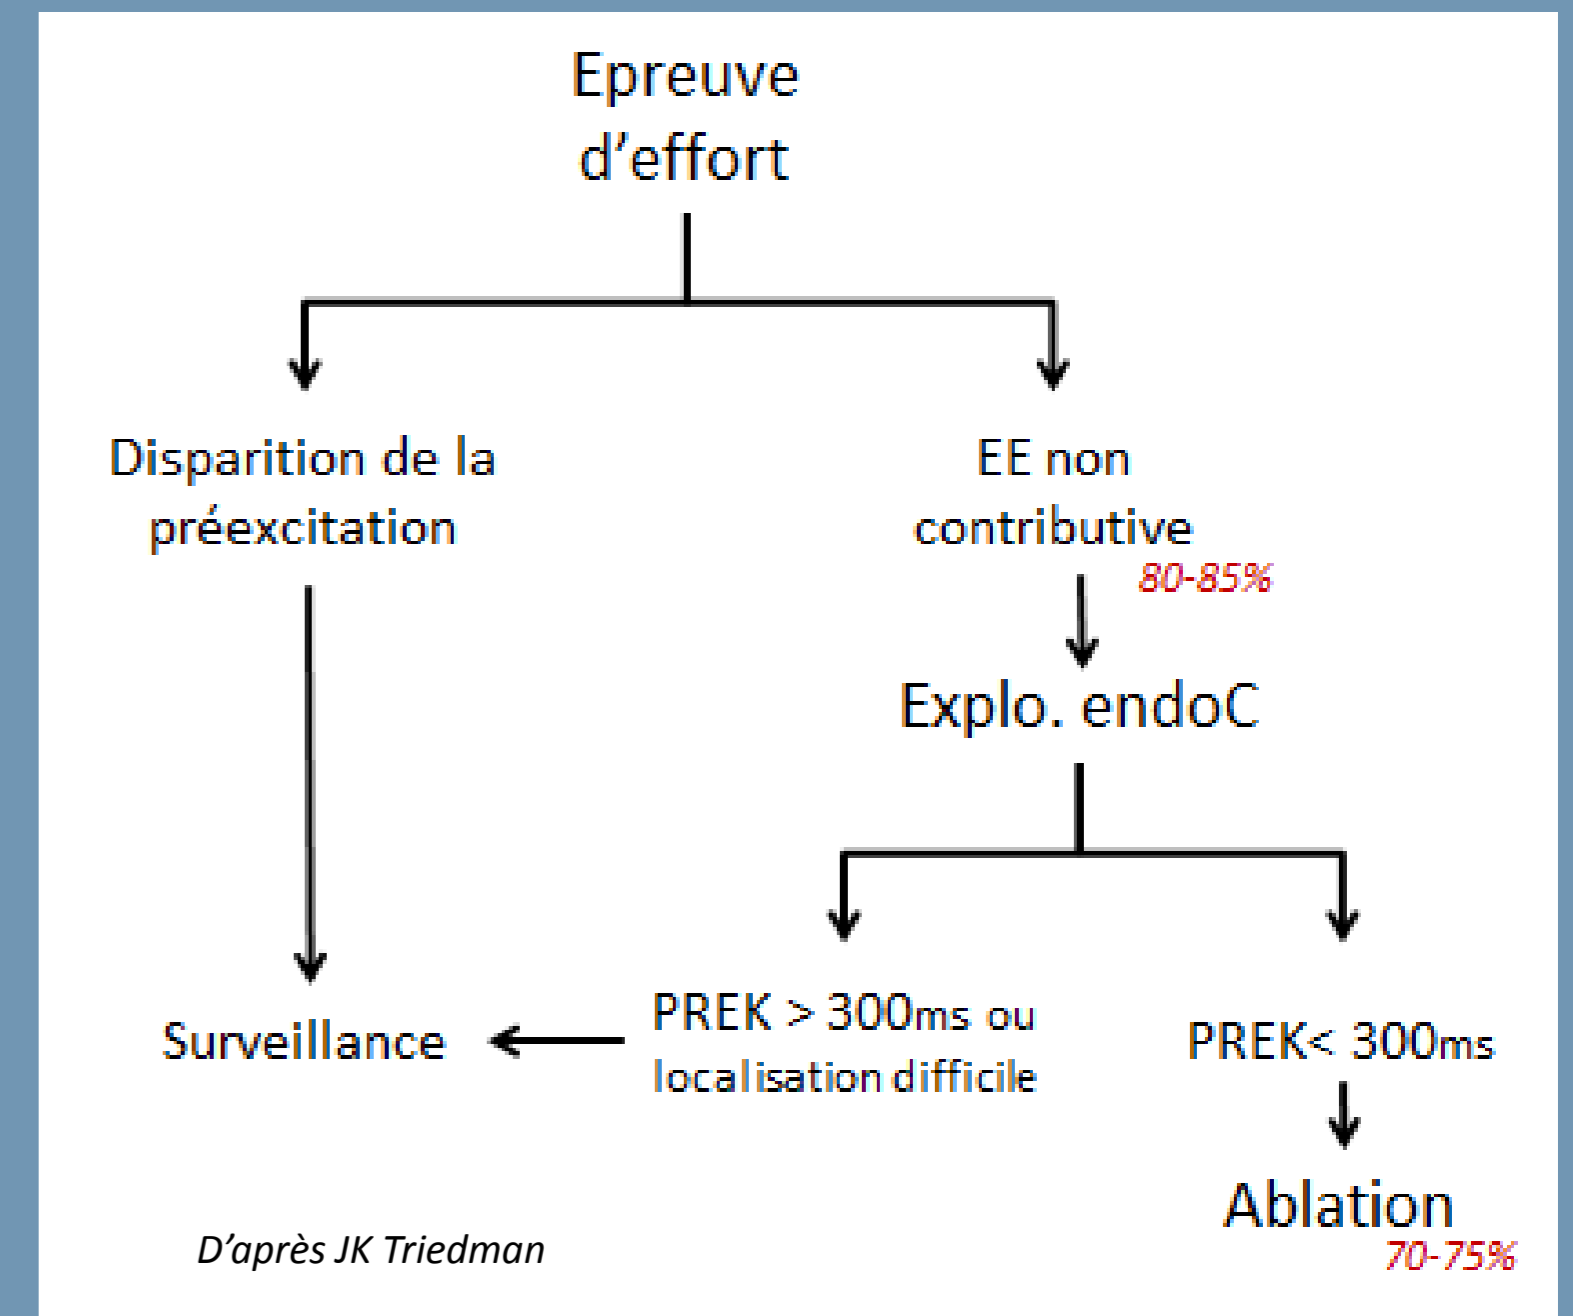 Epreuve
d'effort
Disparition de la
préexcitation
EE non
contributive
80-85%
Explo. endoC
Surveillance
PREK > 300ms ou
localisation difficile
PREK< 300ms
Ablation
70-75%
D'après JK Triedman